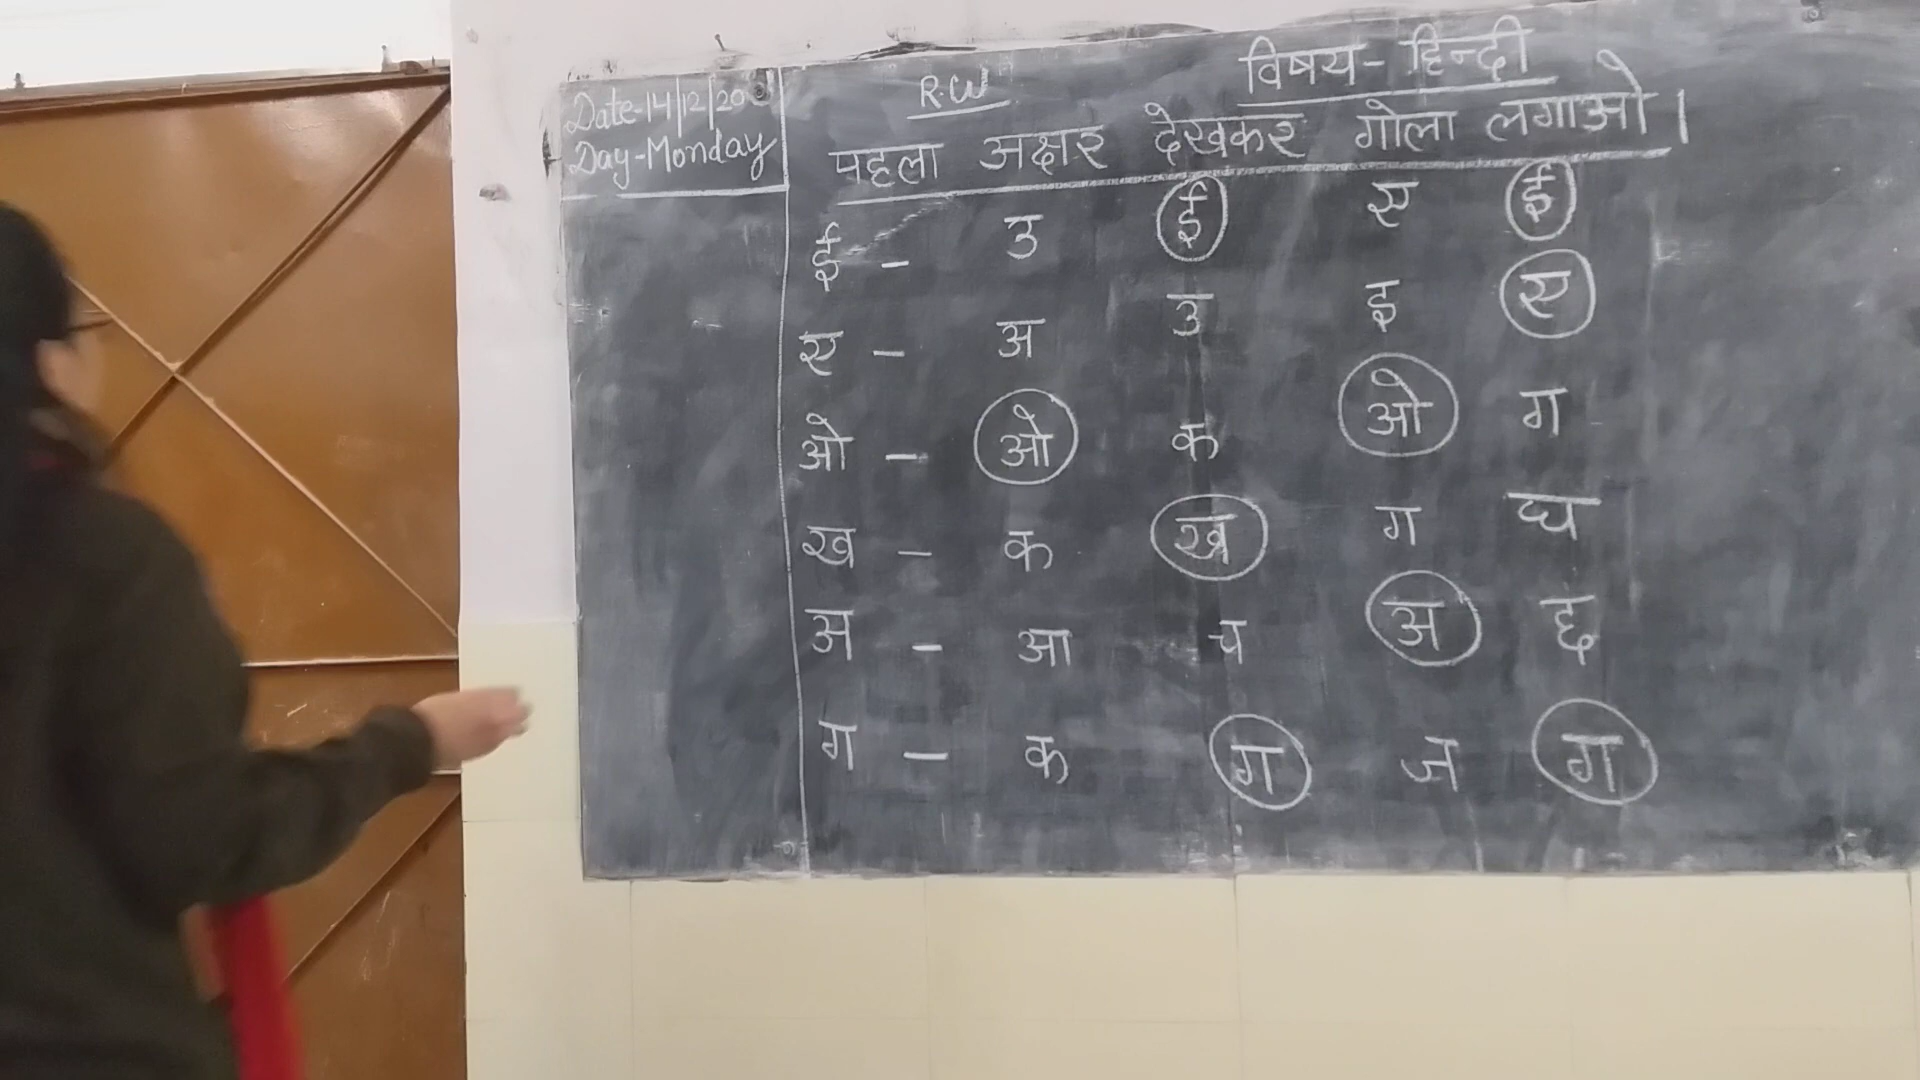 Date-14/12/20
Day-Monday
R.W
विषय- हिन्दी
पहला अक्षर देखकर गोला लगाओ।
ई - उ ई स ई
स - अ उ इ स
ओ - ओ क ओ ग
ख - क ख ग घ
अ - आ च अ छ
ग - क ग ज ग